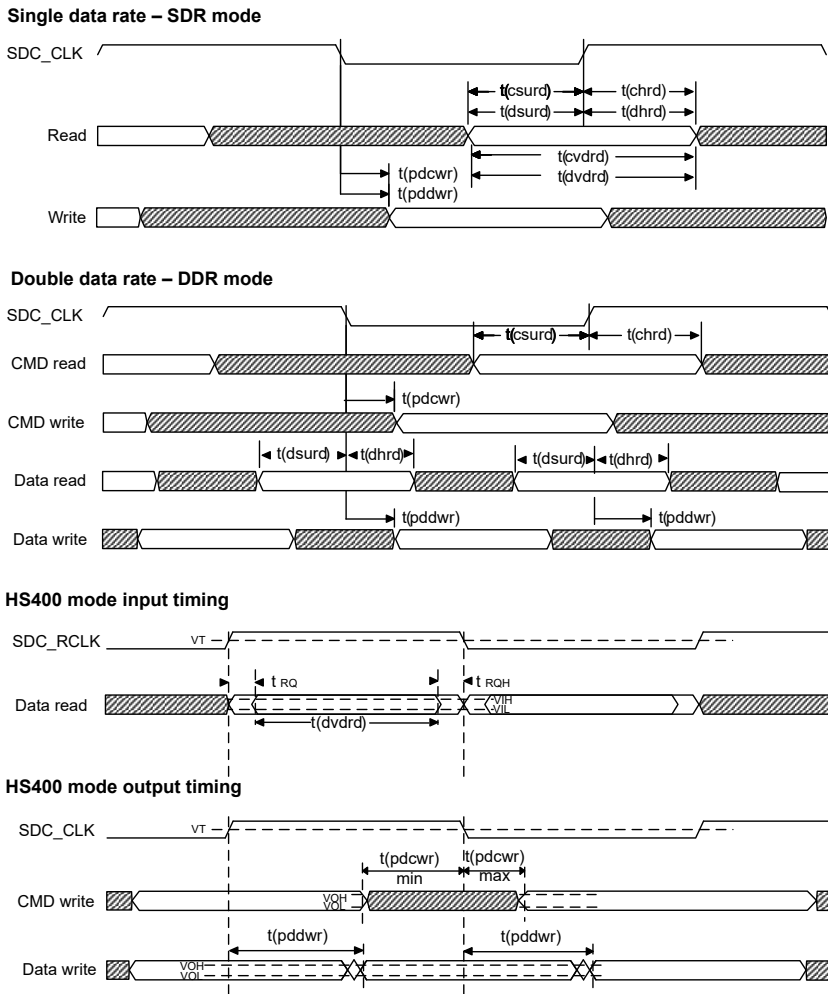 Single data rate – SDR mode
SDC_CLK
t(csurd) t(chrd)
t(dsurd) t(dhrd)
Read
t(cvdrd)
t(pdcwr) t(dvdrd)
t(pddwr)
Write
Double data rate – DDR mode
SDC_CLK
t(csurd) t(chrd)
CMD read
t(pdcwr)
CMD write
t(dsurd) t(dhrd) t(dsurd) t(dhrd)
Data read
t(pddwr) t(pddwr)
Data write
HS400 mode input timing
SDC_RCLK VT
t RQ t RQH
Data read VIH
VIL
t(dvdrd)
HS400 mode output timing
SDC_CLK VT
t(pdcwr) t(pdcwr)
min max
CMD write VOH
VOL
t(pddwr) t(pddwr)
Data write VOH
VOL